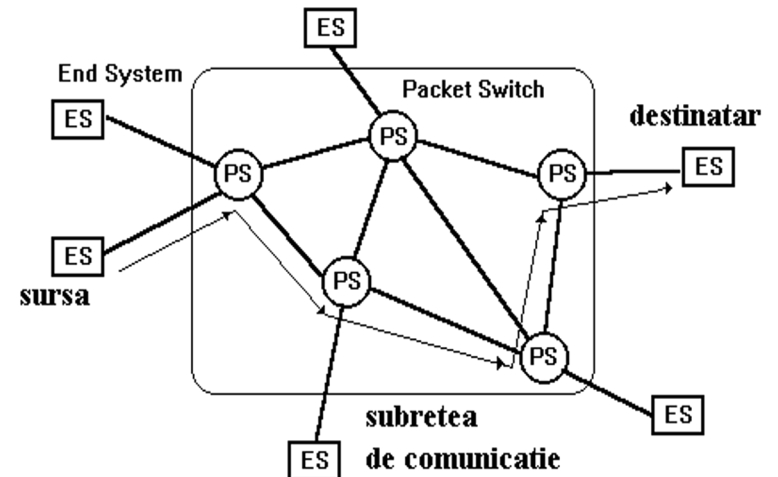 ES
End System
Packet Switch
ES
destinatar
PS
PS
PS
ES
ES
sursa
PS
PS
subretea
ES
ES
de comunicatie